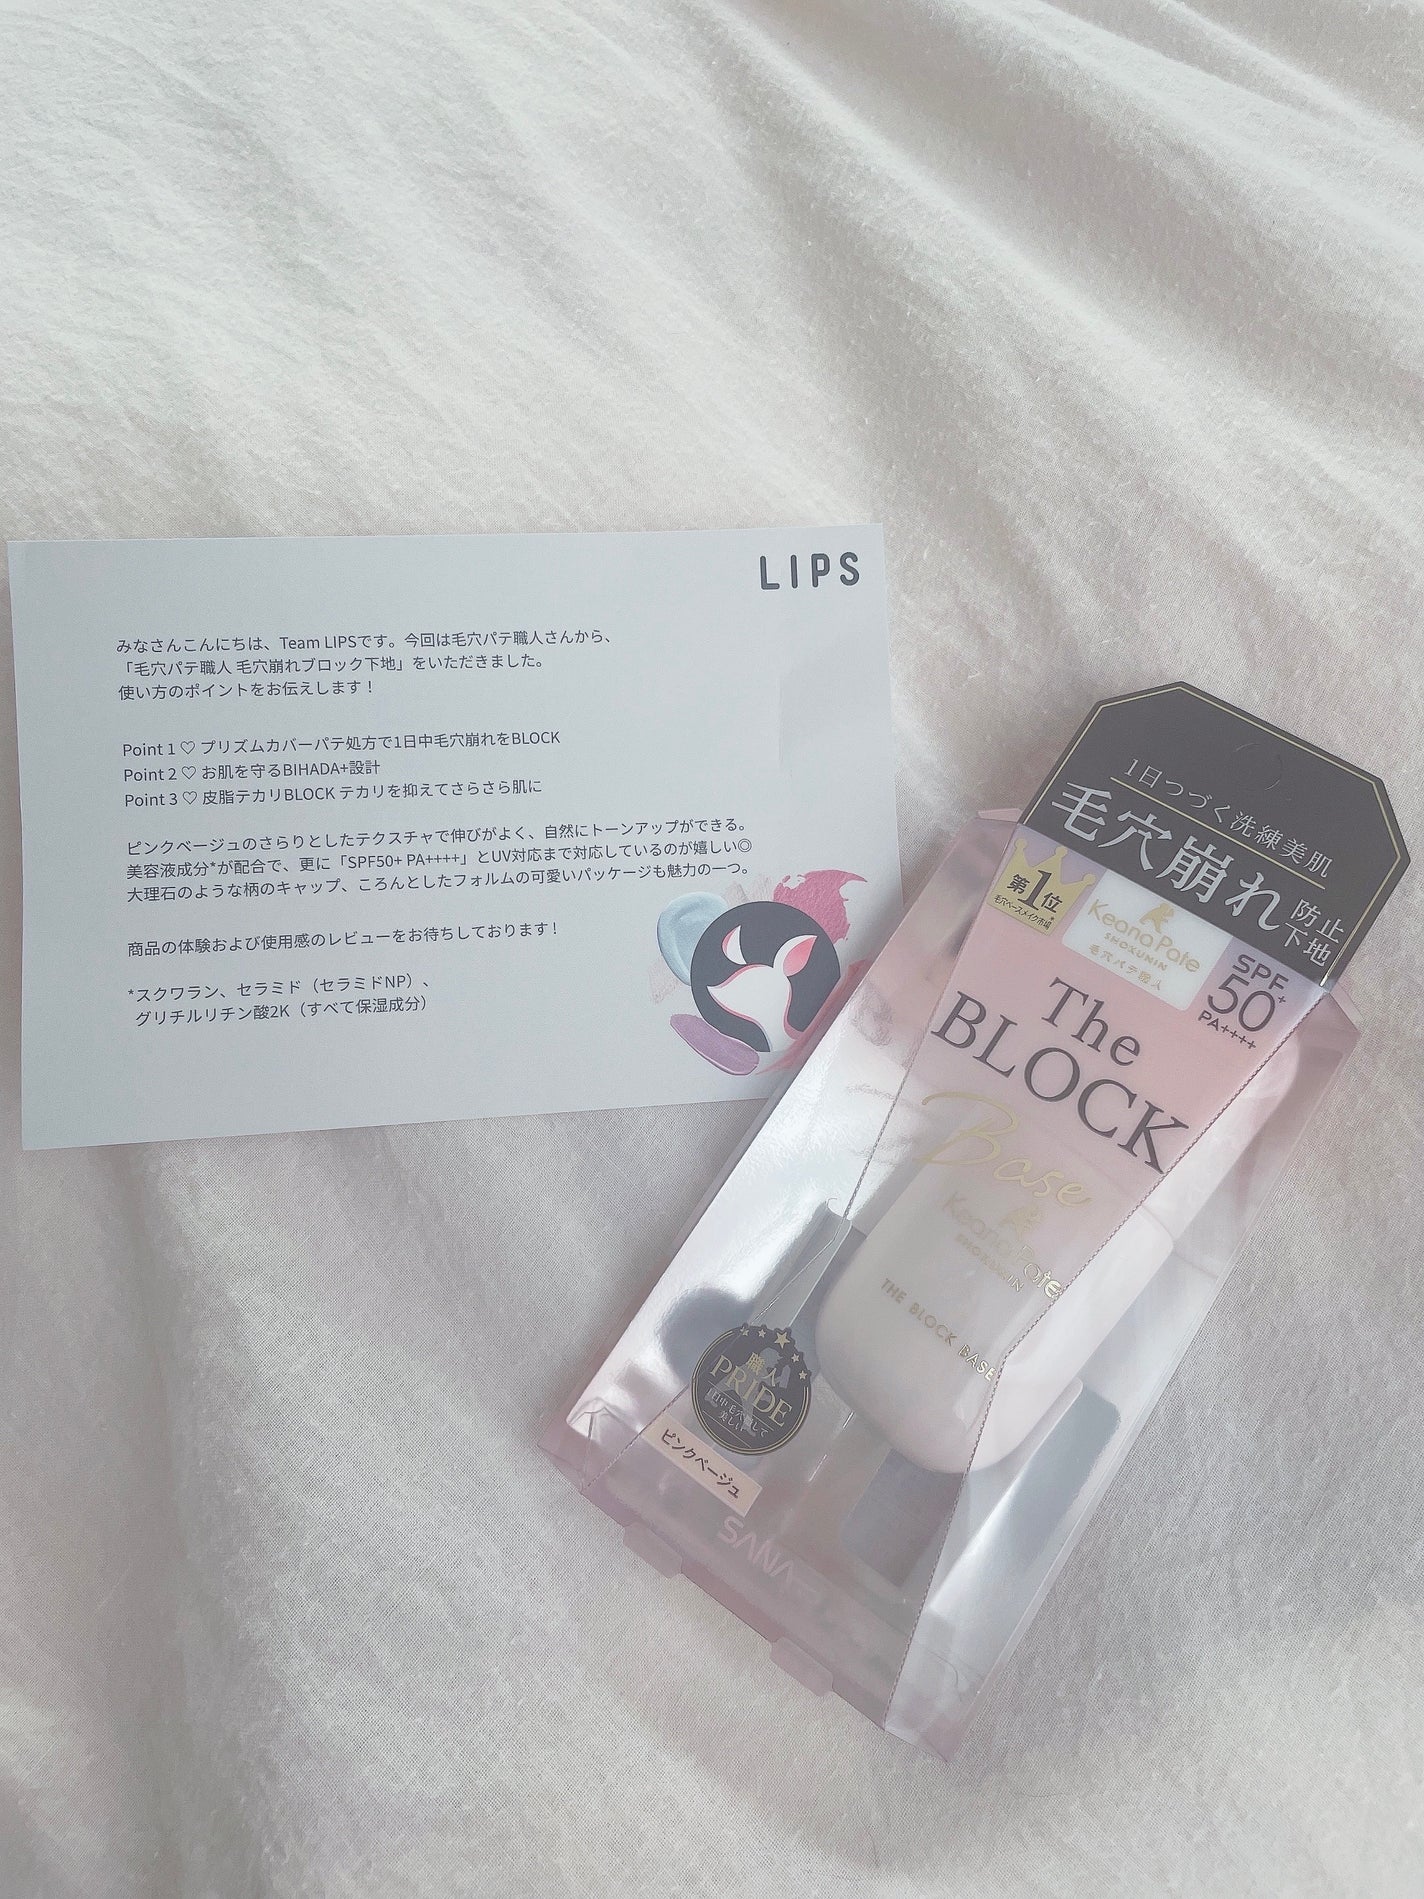 LIPS
みなさんこんにちは、Team LIPSです。今回は毛穴パテ職人さんから、
「毛穴パテ職人 毛穴崩れブロック下地」をいただきました。
使い方のポイントをお伝えします！
Point 1 ♡ プリズムカバーパテ処方で1日中毛穴崩れをBLOCK
Point 2 ♡ お肌を守るBIHADA+設計
Point 3 ♡ 皮脂テカリBLOCK テカリを抑えてさらさら肌に
ピンクベージュのさらりとしたテクスチャで伸びがよく、自然にトーンアップができる。
美容液成分*が配合で、更に「SPF50+ PA++++」とUV対応まで対応しているのが嬉しい◎
大理石のような柄のキャップ、ころんとしたフォルムの可愛いパッケージも魅力の一つ。
商品の体験および使用感のレビューをお待ちしております！
*スクワラン、セラミド（セラミドNP）、
グリチルリチン酸2K（すべて保湿成分）
1日つづく洗練美肌
毛穴崩れ防止下地
第1位
毛穴ベースメイク市場
Keana Pate
SHOKUNIN
毛穴パテ職人
SPF
50+
PA++++
The
BLOCK
Base
Keana Pate
SHOKUNIN
THE BLOCK BASE
職人
PRIDE
美しい
ピンクベージュ
SANA